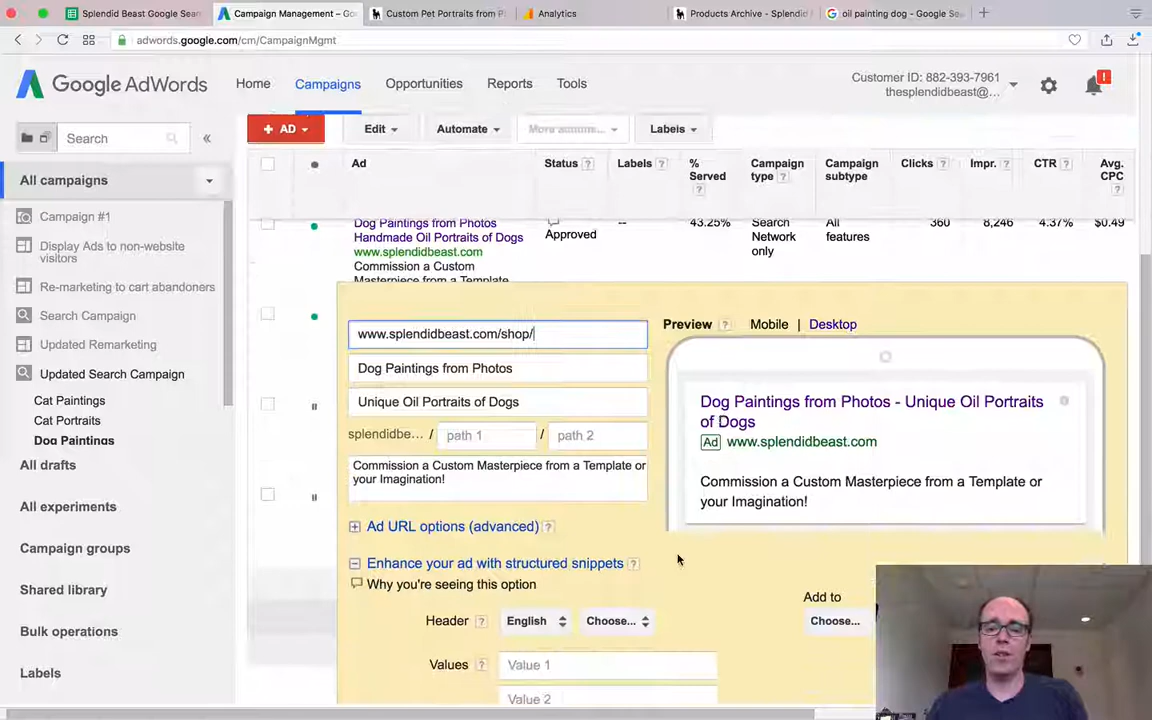 Splendid Beast Google Sear
Campaign Management – Goo
Custom Pet Portraits from P
Analytics
Products Archive - Splendid
oil painting dog - Google Se
adwords.google.com/cm/CampaignMgmt
Google AdWords
Home
Campaigns
Opportunities
Reports
Tools
Customer ID: 882-393-7961
thesplendidbeast@...
!
Search
+ AD
Edit
Automate
More actions...
Labels
All campaigns
Ad
Status ?
Labels ?
% Served ?
Campaign type ?
Campaign subtype
Clicks ?
Impr. ?
CTR ?
Avg. CPC ?
Campaign #1
Display Ads to non-website visitors
Re-marketing to cart abandoners
Search Campaign
Updated Remarketing
Updated Search Campaign
Cat Paintings
Cat Portraits
Dog Paintings
All drafts
All experiments
Campaign groups
Shared library
Bulk operations
Labels
Dog Paintings from Photos
Handmade Oil Portraits of Dogs
www.splendidbeast.com
Commission a Custom
Masterpiece from a Template
Approved
--
43.25%
Search Network only
All features
360
8,246
4.37%
$0.49
www.splendidbeast.com/shop/
Dog Paintings from Photos
Unique Oil Portraits of Dogs
splendidbe... / path 1 / path 2
Commission a Custom Masterpiece from a Template or
your Imagination!
Ad URL options (advanced) ?
Enhance your ad with structured snippets ?
Why you're seeing this option
Header ? English Choose...
Values ? Value 1
Value 2
Preview ? Mobile | Desktop
Dog Paintings from Photos - Unique Oil Portraits
of Dogs
Ad www.splendidbeast.com
Commission a Custom Masterpiece from a Template or
your Imagination!
Add to
Choose...